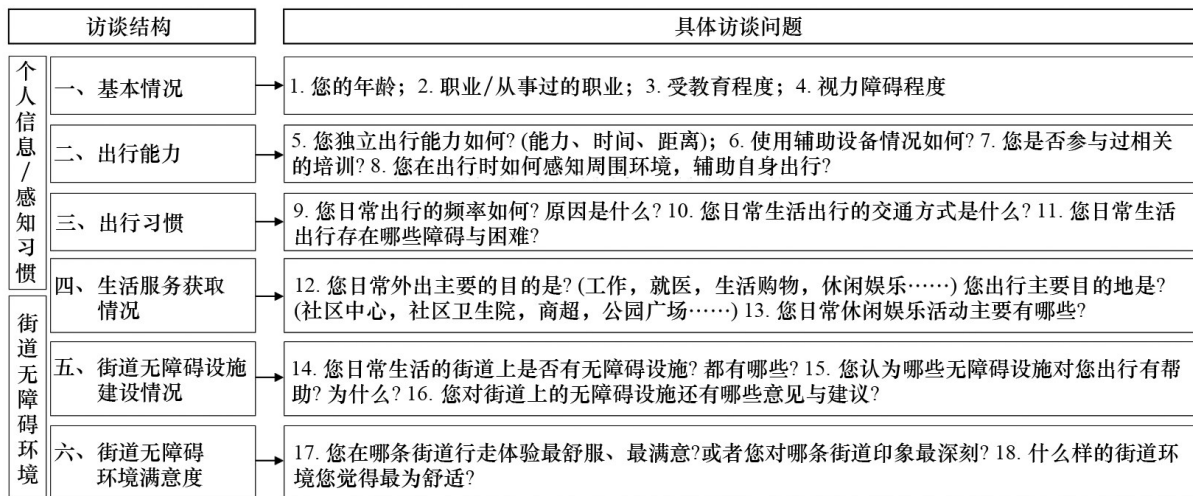 访谈结构
具体访谈问题
个人信息/感知习惯
一、基本情况
1. 您的年龄；2. 职业/从事过的职业；3. 受教育程度；4. 视力障碍程度
二、出行能力
5. 您独立出行能力如何? (能力、时间、距离)；6. 使用辅助设备情况如何? 7. 您是否参与过相关
的培训? 8. 您在出行时如何感知周围环境，辅助自身出行?
三、出行习惯
9. 您日常出行的频率如何? 原因是什么? 10. 您日常生活出行的交通方式是什么? 11. 您日常生活
出行存在哪些障碍与困难?
街道无障碍环境
四、生活服务获取
情况
12. 您日常外出主要的目的是? (工作，就医，生活购物，休闲娱乐……) 您出行主要目的地是?
(社区中心，社区卫生院，商超，公园广场……) 13. 您日常休闲娱乐活动主要有哪些?
五、街道无障碍设施
建设情况
14. 您日常生活的街道上是否有无障碍设施? 都有哪些? 15. 您认为哪些无障碍设施对您出行有帮
助? 为什么? 16. 您对街道上的无障碍设施还有哪些意见与建议?
六、街道无障碍
环境满意度
17. 您在哪条街道行走体验最舒服、最满意?或者您对哪条街道印象最深刻? 18. 什么样的街道环
境您觉得最为舒适?